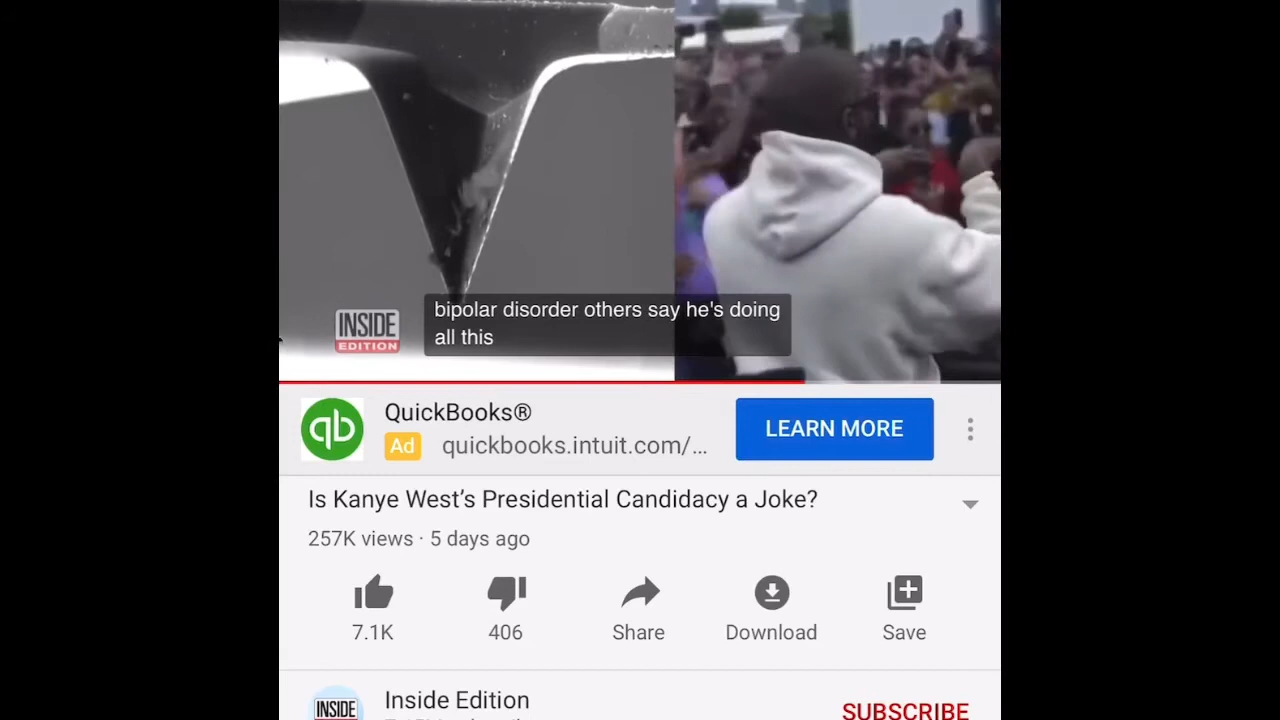 bipolar disorder others say he's doing
all this
INSIDE
EDITION
qb
QuickBooks®
Ad quickbooks.intuit.com/...
LEARN MORE
Is Kanye West's Presidential Candidacy a Joke?
257K views · 5 days ago
7.1K
406
Share
Download
Save
INSIDE
Inside Edition
SUBSCRIBE